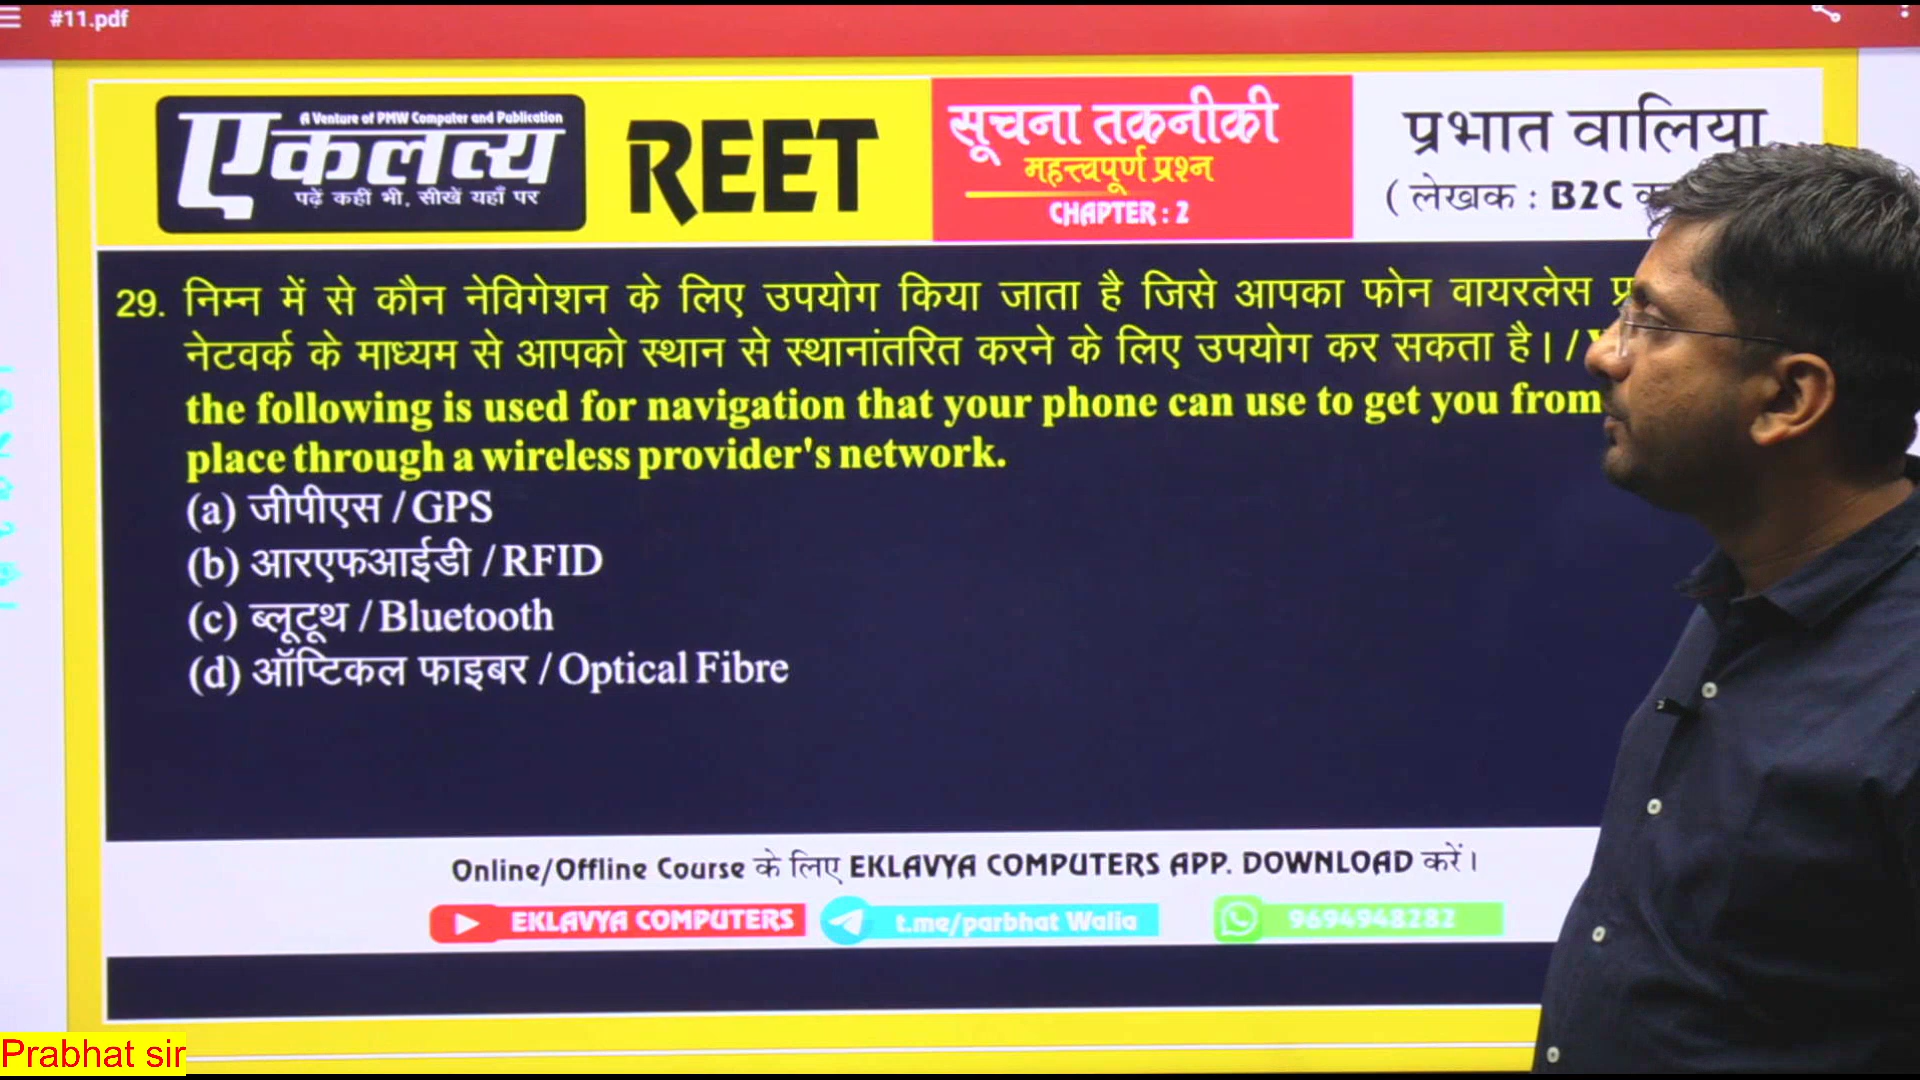 #11.pdf
A Venture of PMW Computer and Publication
एकलव्य
पढ़ें कहीं भी, सीखें यहाँ पर
REET
सूचना तकनीकी
महत्त्वपूर्ण प्रश्न
CHAPTER : 2
प्रभात वालिया
( लेखक : B2C
29. निम्न में से कौन नेविगेशन के लिए उपयोग किया जाता है जिसे आपका फोन वायरलेस
नेटवर्क के माध्यम से आपको स्थान से स्थानांतरित करने के लिए उपयोग कर सकता है। /
the following is used for navigation that your phone can use to get you from
place through a wireless provider's network.
(a) जीपीएस / GPS
(b) आरएफआईडी / RFID
(c) ब्लूटूथ / Bluetooth
(d) ऑप्टिकल फाइबर / Optical Fibre
Online/Offline Course के लिए EKLAVYA COMPUTERS APP. DOWNLOAD करें।
EKLAVYA COMPUTERS
t.me/parbhat Walia
9694948282
Prabhat sir